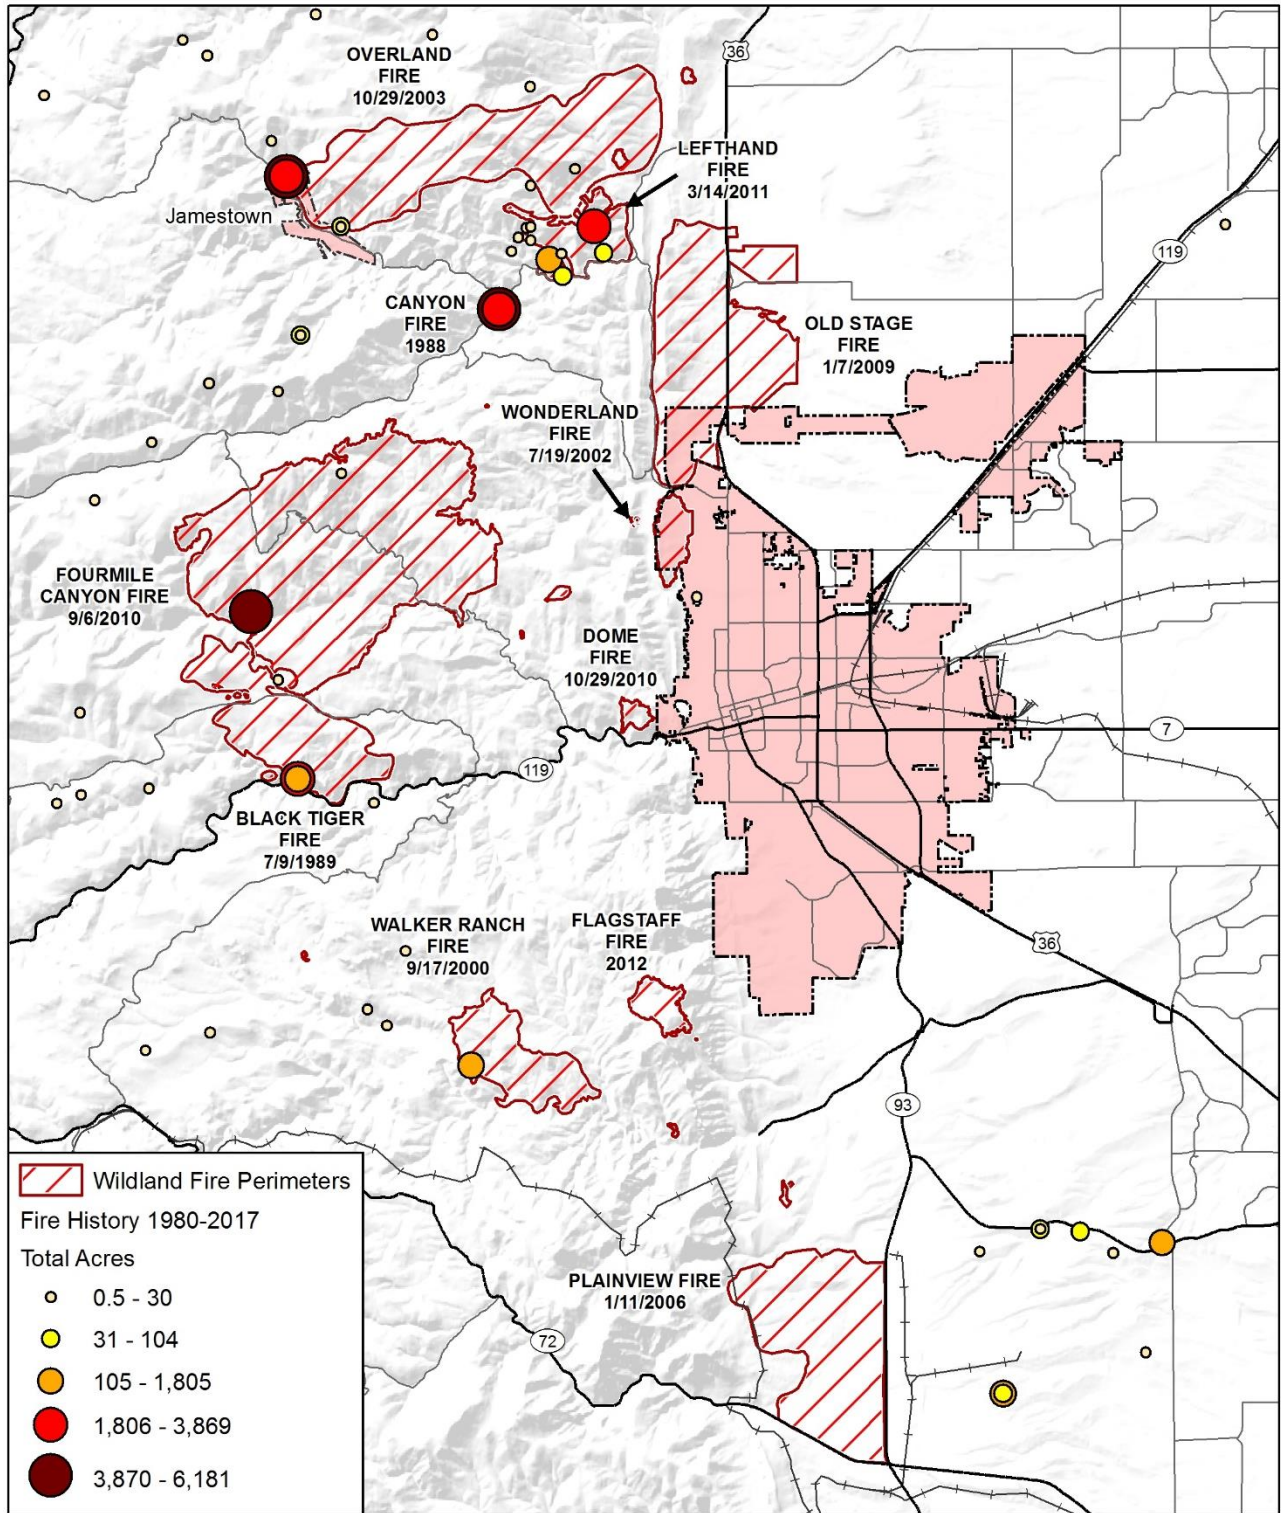 36
OVERLAND
FIRE
10/29/2003
LEFTHAND
FIRE
3/14/2011
Jamestown
119
CANYON
FIRE
1988
OLD STAGE
FIRE
1/7/2009
WONDERLAND
FIRE
7/19/2002
FOURMILE
CANYON FIRE
9/6/2010
DOME
FIRE
10/29/2010
7
119
BLACK TIGER
FIRE
7/9/1989
WALKER RANCH
FIRE
9/17/2000
FLAGSTAFF
FIRE
2012
36
93
PLAINVIEW FIRE
1/11/2006
72
Wildland Fire Perimeters
Fire History 1980-2017
Total Acres
0.5 - 30
31 - 104
105 - 1,805
1,806 - 3,869
3,870 - 6,181